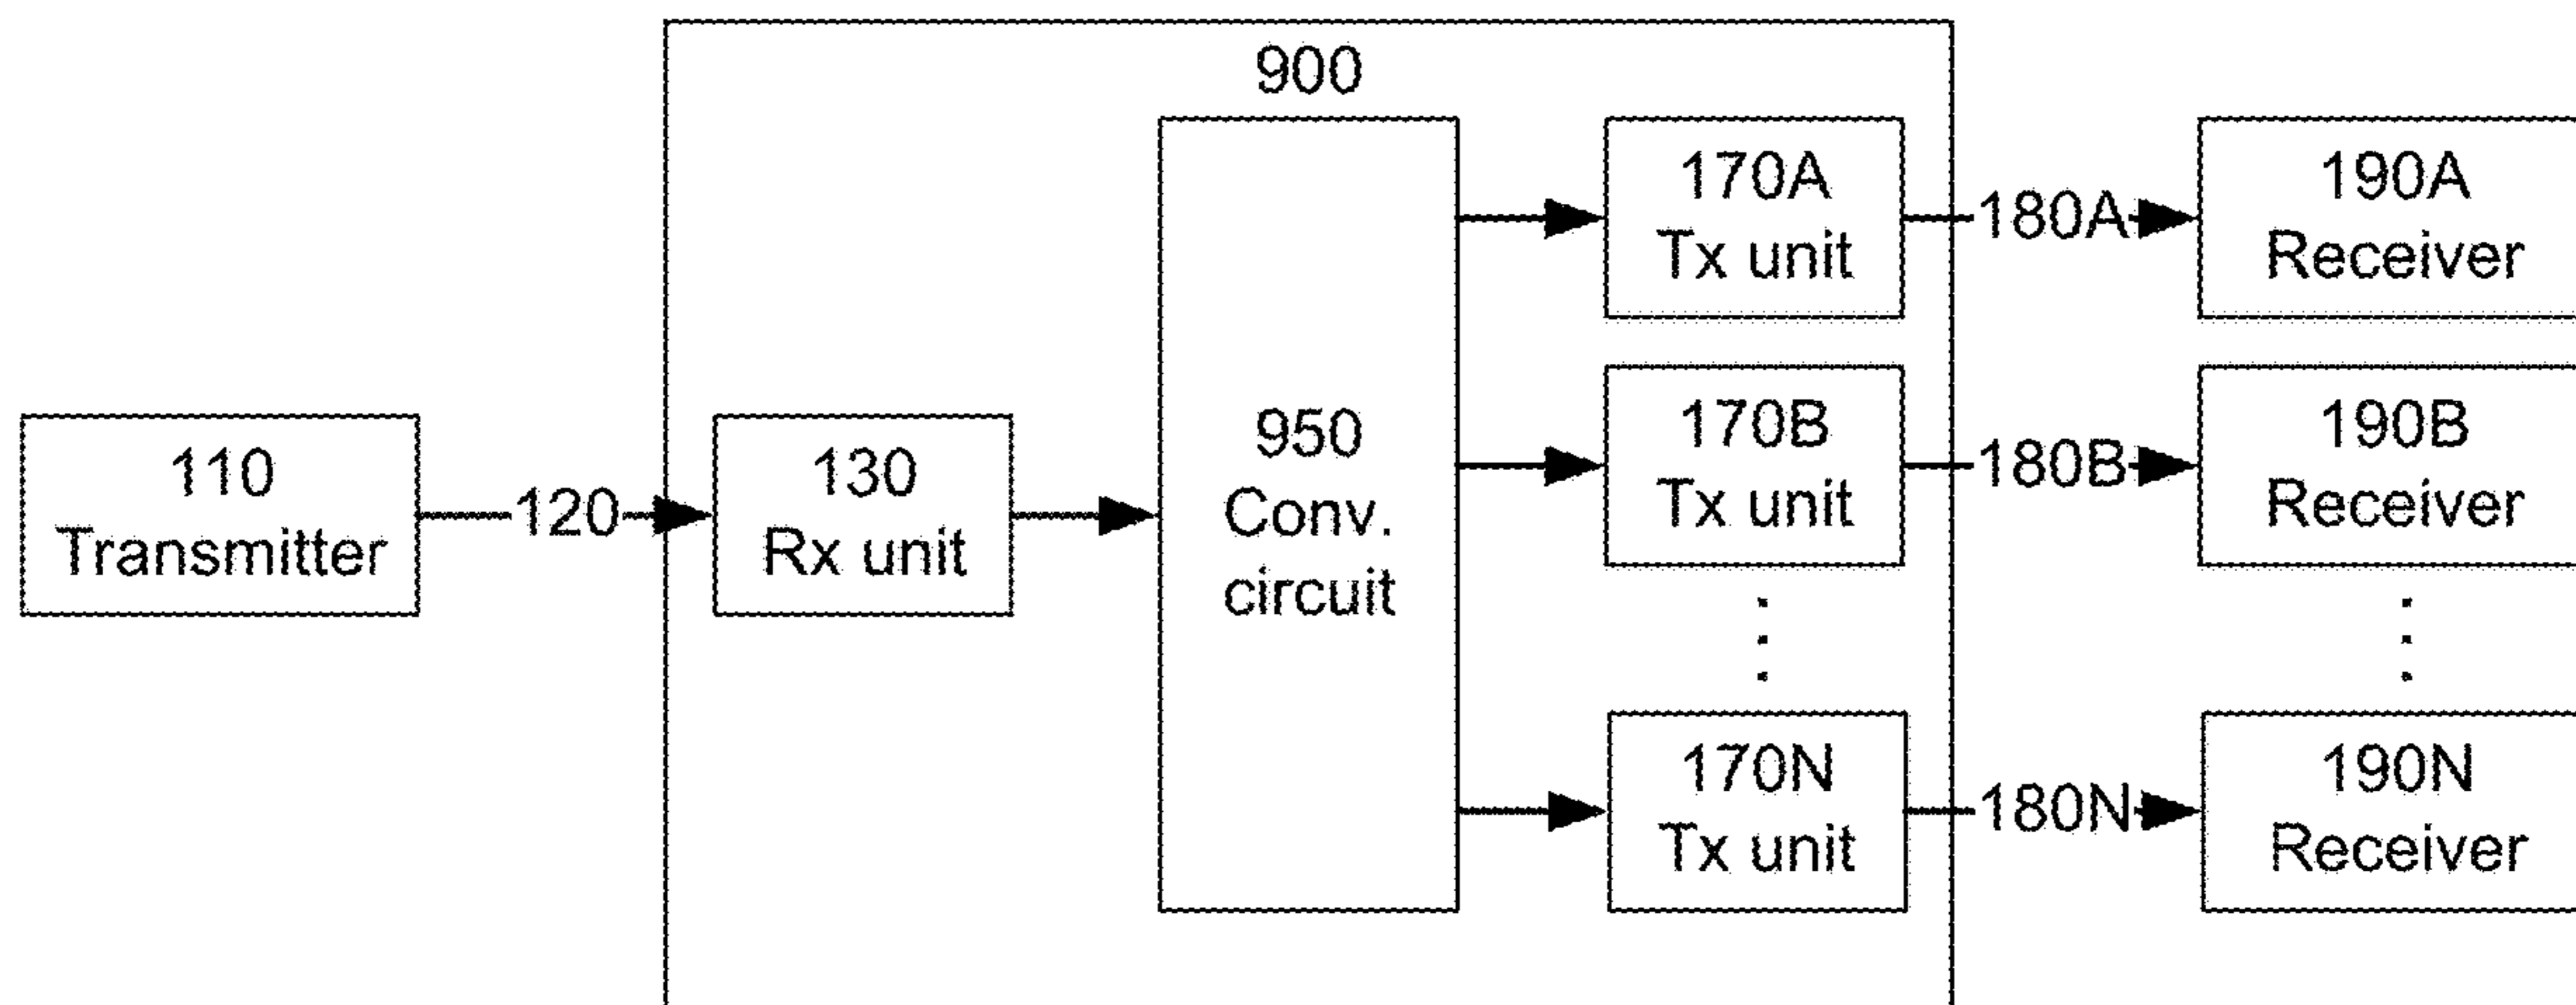 900
110
Transmitter
120
130
Rx unit
950
Conv.
circuit
170A
Tx unit
180A
190A
Receiver
170B
Tx unit
180B
190B
Receiver
170N
Tx unit
180N
190N
Receiver